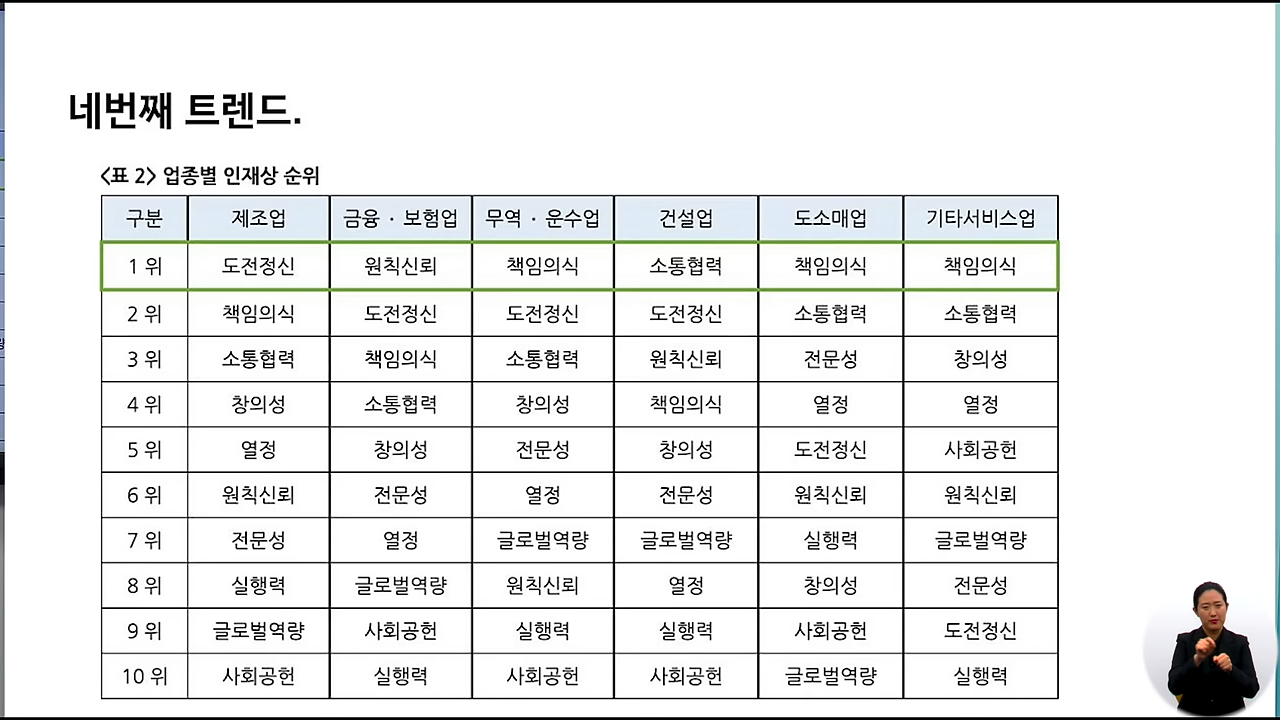 네번째 트렌드.
<표 2> 업종별 인재상 순위
구분 제조업 금융 · 보험업 무역 · 운수업 건설업 도소매업 기타서비스업
1 위 도전정신 원칙신뢰 책임의식 소통협력 책임의식 책임의식
2 위 책임의식 도전정신 도전정신 도전정신 소통협력 소통협력
3 위 소통협력 책임의식 소통협력 원칙신뢰 전문성 창의성
4 위 창의성 소통협력 창의성 책임의식 열정 열정
5 위 열정 창의성 전문성 창의성 도전정신 사회공헌
6 위 원칙신뢰 전문성 열정 전문성 원칙신뢰 원칙신뢰
7 위 전문성 열정 글로벌역량 글로벌역량 실행력 글로벌역량
8 위 실행력 글로벌역량 원칙신뢰 열정 창의성 전문성
9 위 글로벌역량 사회공헌 실행력 실행력 사회공헌 도전정신
10 위 사회공헌 실행력 사회공헌 사회공헌 글로벌역량 실행력